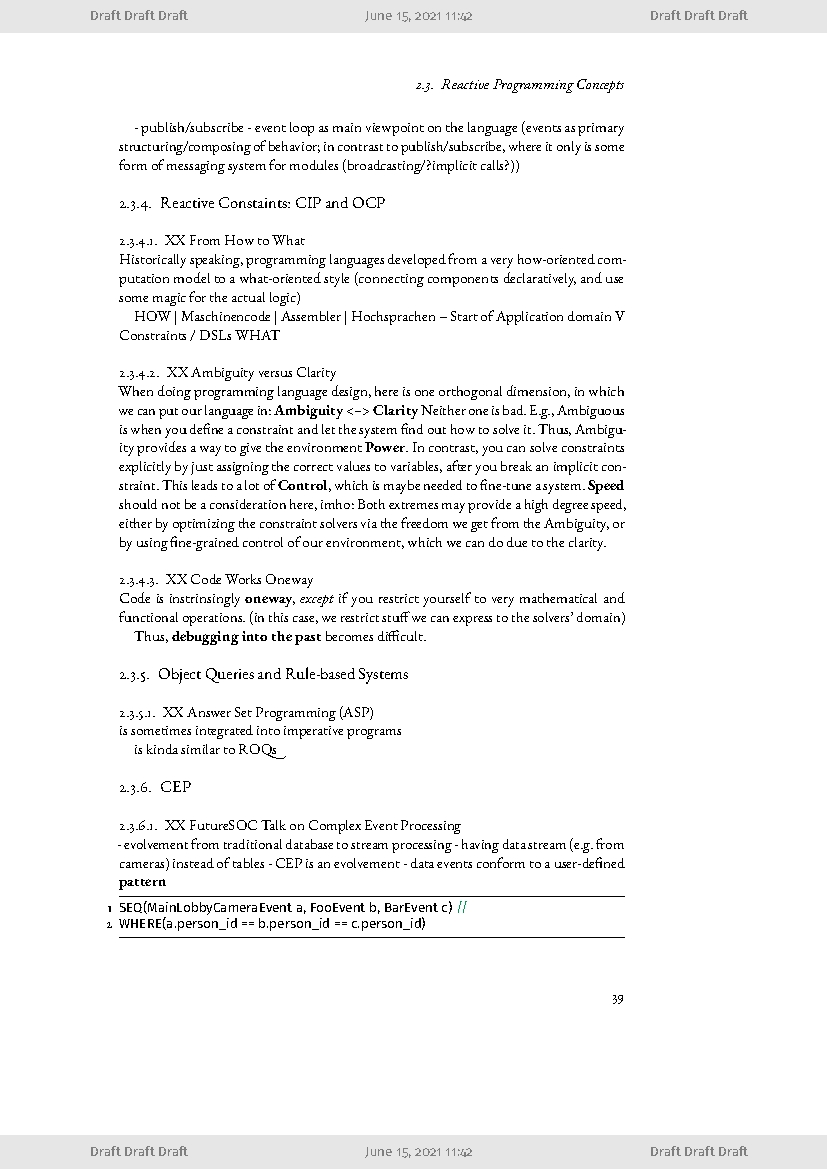 Draft Draft Draft June 15, 2021 11:42 Draft Draft Draft
2.3. Reactive Programming Concepts
- publish/subscribe - event loop as main viewpoint on the language (events as primary
structuring/composing of behavior; in contrast to publish/subscribe, where it only is some
form of messaging system for modules (broadcasting/?implicit calls?))
2.3.4. Reactive Constaints: CIP and OCP
2.3.4.1. XX From How to What
Historically speaking, programming languages developed from a very how-oriented com-
putation model to a what-oriented style (connecting components declaratively, and use
some magic for the actual logic)
HOW | Maschinencode | Assembler | Hochsprachen – Start of Application domain V
Constraints / DSLs WHAT
2.3.4.2. XX Ambiguity versus Clarity
When doing programming language design, here is one orthogonal dimension, in which
we can put our language in: Ambiguity <–> Clarity Neither one is bad. E.g., Ambiguous
is when you define a constraint and let the system find out how to solve it. Thus, Ambigu-
ity provides a way to give the environment Power. In contrast, you can solve constraints
explicitly by just assigning the correct values to variables, after you break an implicit con-
straint. This leads to a lot of Control, which is maybe needed to fine-tune a system. Speed
should not be a consideration here, imho: Both extremes may provide a high degree speed,
either by optimizing the constraint solvers via the freedom we get from the Ambiguity, or
by using fine-grained control of our environment, which we can do due to the clarity.
2.3.4.3. XX Code Works Oneway
Code is instrinsingly oneway, except if you restrict yourself to very mathematical and
functional operations. (in this case, we restrict stuff we can express to the solvers' domain)
Thus, debugging into the past becomes difficult.
2.3.5. Object Queries and Rule-based Systems
2.3.5.1. XX Answer Set Programming (ASP)
is sometimes integrated into imperative programs
is kinda similar to ROQs_
2.3.6. CEP
2.3.6.1. XX FutureSOC Talk on Complex Event Processing
- evolvement from traditional database to stream processing - having data stream (e.g. from
cameras) instead of tables - CEP is an evolvement - data events conform to a user-defined
pattern
1 SEQ(MainLobbyCameraEvent a, FooEvent b, BarEvent c) //
2 WHERE(a.person_id == b.person_id == c.person_id)
39
Draft Draft Draft June 15, 2021 11:42 Draft Draft Draft